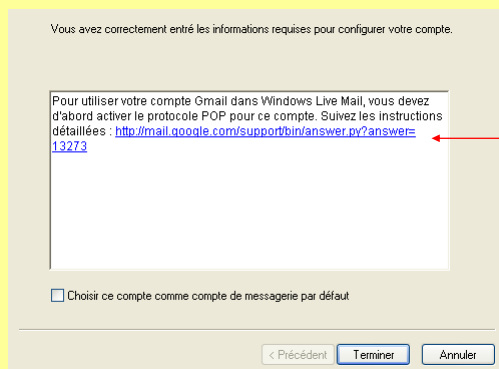 Vous avez correctement entré les informations requises pour configurer votre compte.
Pour utiliser votre compte Gmail dans Windows Live Mail, vous devez
d'abord activer le protocole POP pour ce compte. Suivez les instructions
détaillées : http://mail.google.com/support/bin/answer.py?answer=
13273
Choisir ce compte comme compte de messagerie par défaut
< Précédent Terminer Annuler